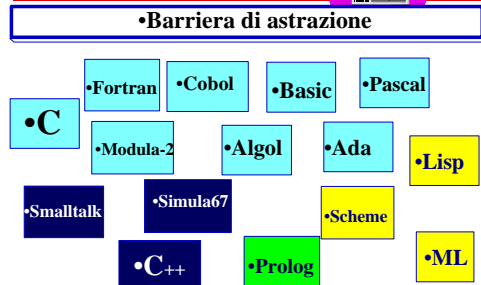 •Barriera di astrazione
•Fortran
•Cobol
•Basic
•Pascal
•C
•Modula-2
•Algol
•Ada
•Lisp
•Smalltalk
•Simula67
•Scheme
•C++
•Prolog
•ML